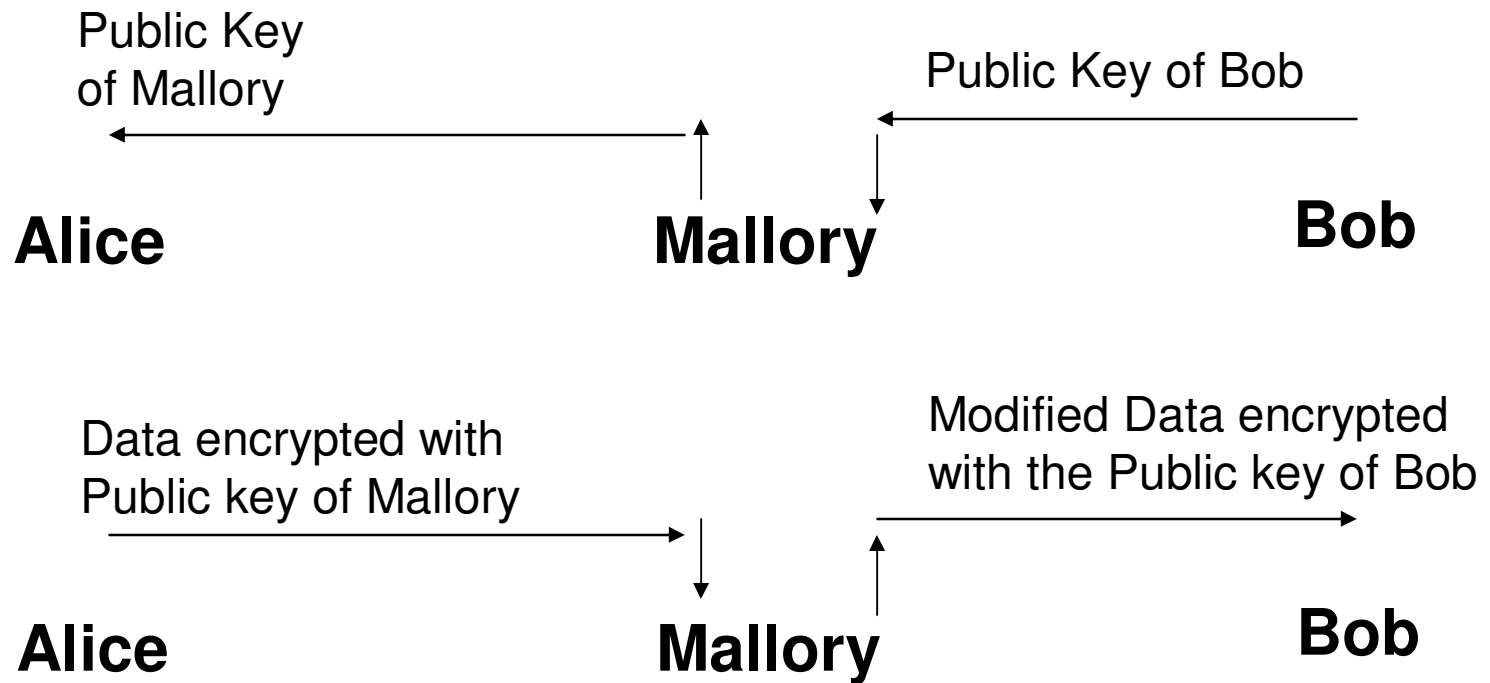 Public Key
of Mallory
Public Key of Bob
Alice
Mallory
Bob
Data encrypted with
Public key of Mallory
Modified Data encrypted
with the Public key of Bob
Alice
Mallory
Bob